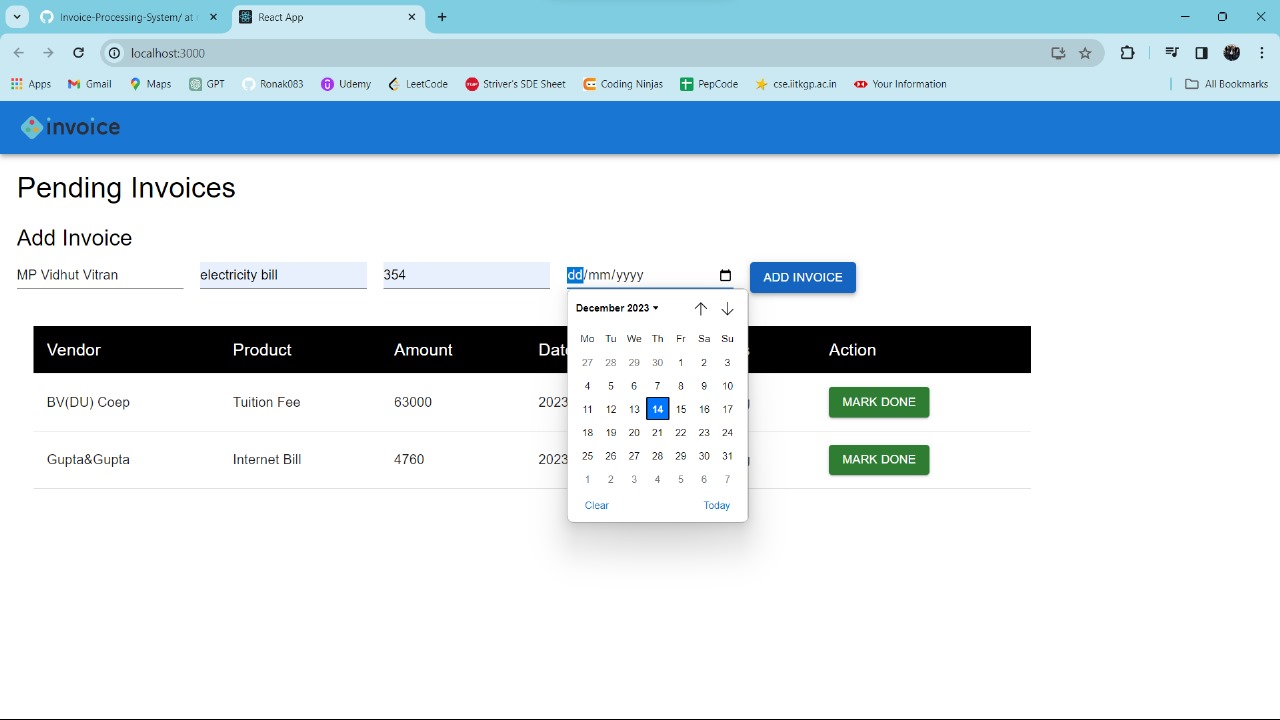 Invoice-Processing-System/ at
React App
localhost:3000
Apps Gmail Maps GPT Ronak083 Udemy LeetCode Striver's SDE Sheet Coding Ninjas PepCode cse.iitkgp.ac.in Your Information All Bookmarks
invoice
Pending Invoices
Add Invoice
MP Vidhut Vitran electricity bill 354 dd/mm/yyyy ADD INVOICE
December 2023
Mo Tu We Th Fr Sa Su
27 28 29 30 1 2 3
4 5 6 7 8 9 10
11 12 13 14 15 16 17
18 19 20 21 22 23 24
25 26 27 28 29 30 31
1 2 3 4 5 6 7
Clear Today
Vendor Product Amount Date Action
BV(DU) Coep Tuition Fee 63000 2023 MARK DONE
Gupta&Gupta Internet Bill 4760 2023 MARK DONE